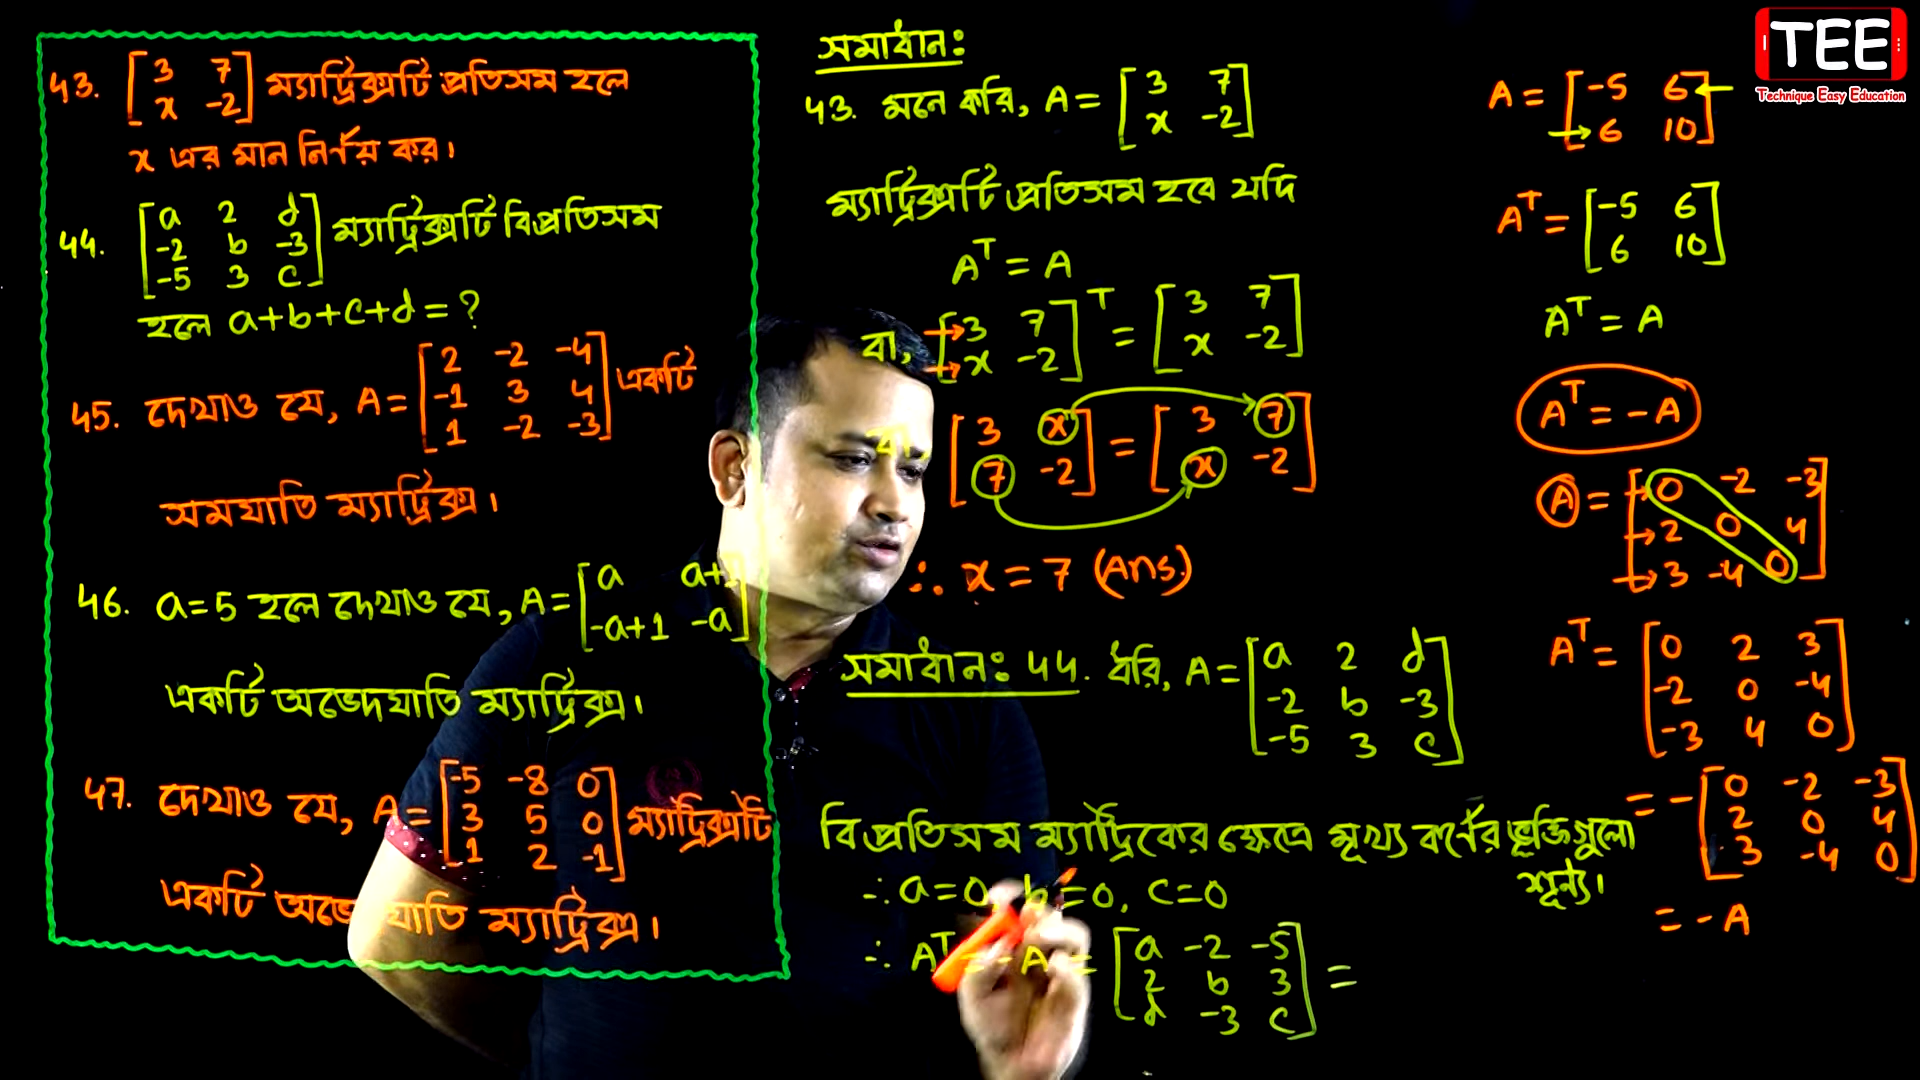 43. [3 7; x -2] ম্যাট্রিক্সটি প্রতিসম হলে
x এর মান নির্ণয় কর।
44. [a 2 d; -2 b -3; -5 3 c] ম্যাট্রিক্সটি বিপ্রতিসম
হলে a+b+c+d = ?
45. দেখাও যে, A = [2 -2 -4; -1 3 4; 1 -2 -3] একটি
সমঘাতি ম্যাট্রিক্স।
46. a=5 হলে দেখাও যে, A = [a a+1; -a+1 -a]
একটি অভেদঘাতি ম্যাট্রিক্স।
47. দেখাও যে, A = [-5 -8 0; 3 5 0; 1 2 -1] ম্যাট্রিক্সটি
একটি ম্যাট্রিক্স।
সমাধান:
43. মনে করি, A = [3 7; x -2]
ম্যাট্রিক্সটি প্রতিসম হবে যদি
Aᵀ = A
বা, [3 7; x -2]ᵀ = [3 7; x -2]
বা, [3 x; 7 -2] = [3 7; x -2]
∴ x = 7 (Ans.)
সমাধান: 44. ধরি, A = [a 2 d; -2 b -3; -5 3 c]
বিপ্রতিসম ম্যাট্রিক্সের ক্ষেত্রে মূখ্য কর্ণের ভূক্তিগুলো
শূন্য।
∴ a=0, b=0, c=0
∴ Aᵀ = -A = [a -2 -5; 2 b 3; d -3 c] =
TEE
Technique Easy Education
A = [-5 6; 6 10]
Aᵀ = [-5 6; 6 10]
Aᵀ = A
Aᵀ = -A
A = [0 -2 -3; 2 0 4; 3 -4 0]
Aᵀ = [0 2 3; -2 0 -4; -3 4 0]
= -[0 -2 -3; 2 0 4; 3 -4 0]
= -A